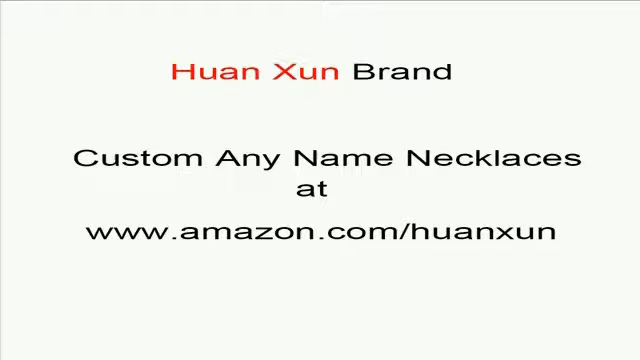 Huan Xun Brand
Custom Any Name Necklaces
at
www.amazon.com/huanxun